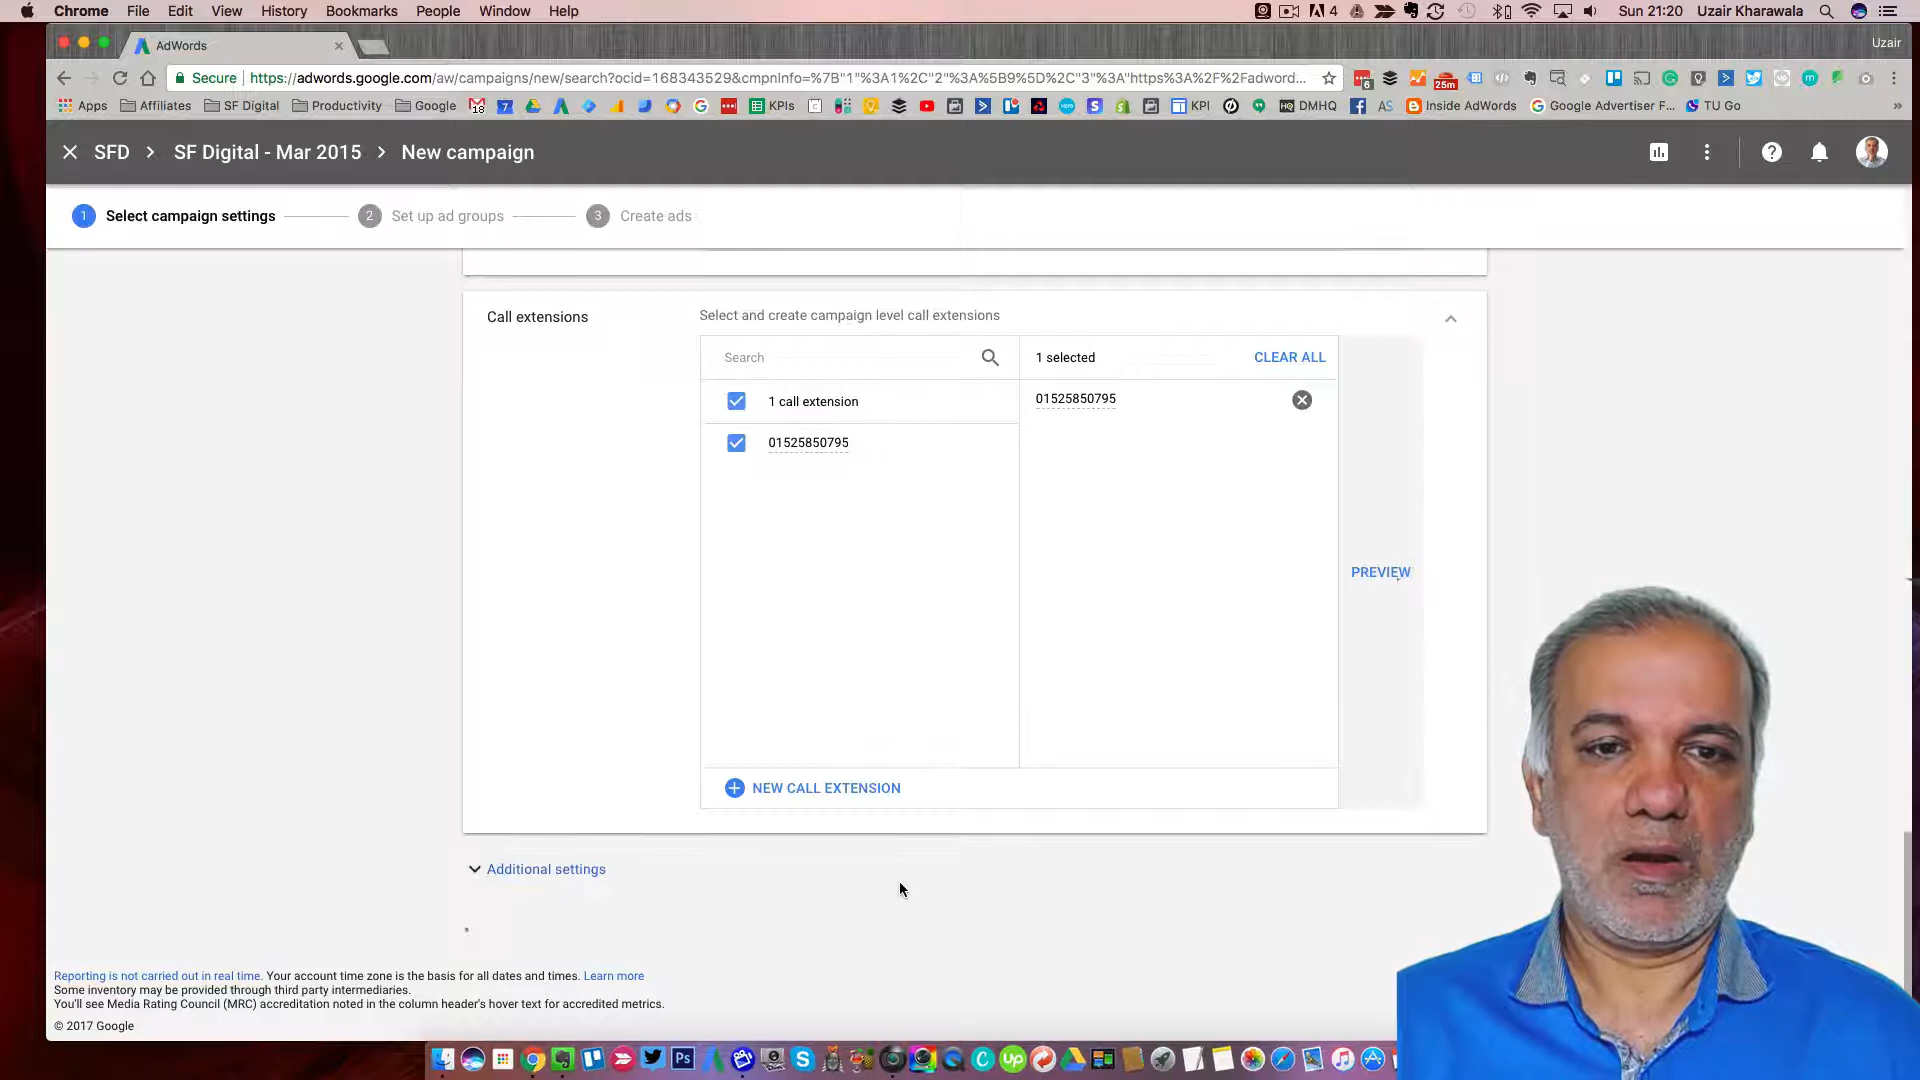 Chrome File Edit View History Bookmarks People Window Help
4
Sun 21:20 Uzair Kharawala
AdWords
Uzair
Secure https://adwords.google.com/aw/campaigns/new/search?ocid=168343529&cmpnInfo=%7B"1"%3A1%2C"2"%3A%5B9%5D%2C"3"%3A"https%3A%2F%2Fadword...
6
25m
Apps Affiliates SF Digital Productivity Google 18 7 KPIs KPI DMHQ AS Inside AdWords Google Advertiser F... TU Go »
SFD > SF Digital - Mar 2015 > New campaign
1 Select campaign settings 2 Set up ad groups 3 Create ads
Call extensions
Select and create campaign level call extensions
Search
1 selected
CLEAR ALL
1 call extension
01525850795
01525850795
PREVIEW
NEW CALL EXTENSION
Additional settings
Reporting is not carried out in real time. Your account time zone is the basis for all dates and times. Learn more
Some inventory may be provided through third party intermediaries.
You'll see Media Rating Council (MRC) accreditation noted in the column header's hover text for accredited metrics.
© 2017 Google